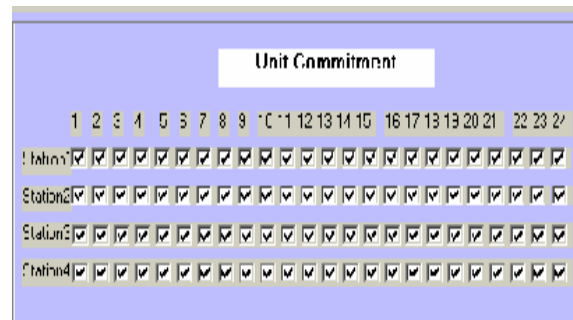 Unit Commitment
1 2 3 4 5 6 7 8 9 10 11 12 13 14 15 16 17 18 19 20 21 22 23 24
Station1
Station2
Station3
Station4